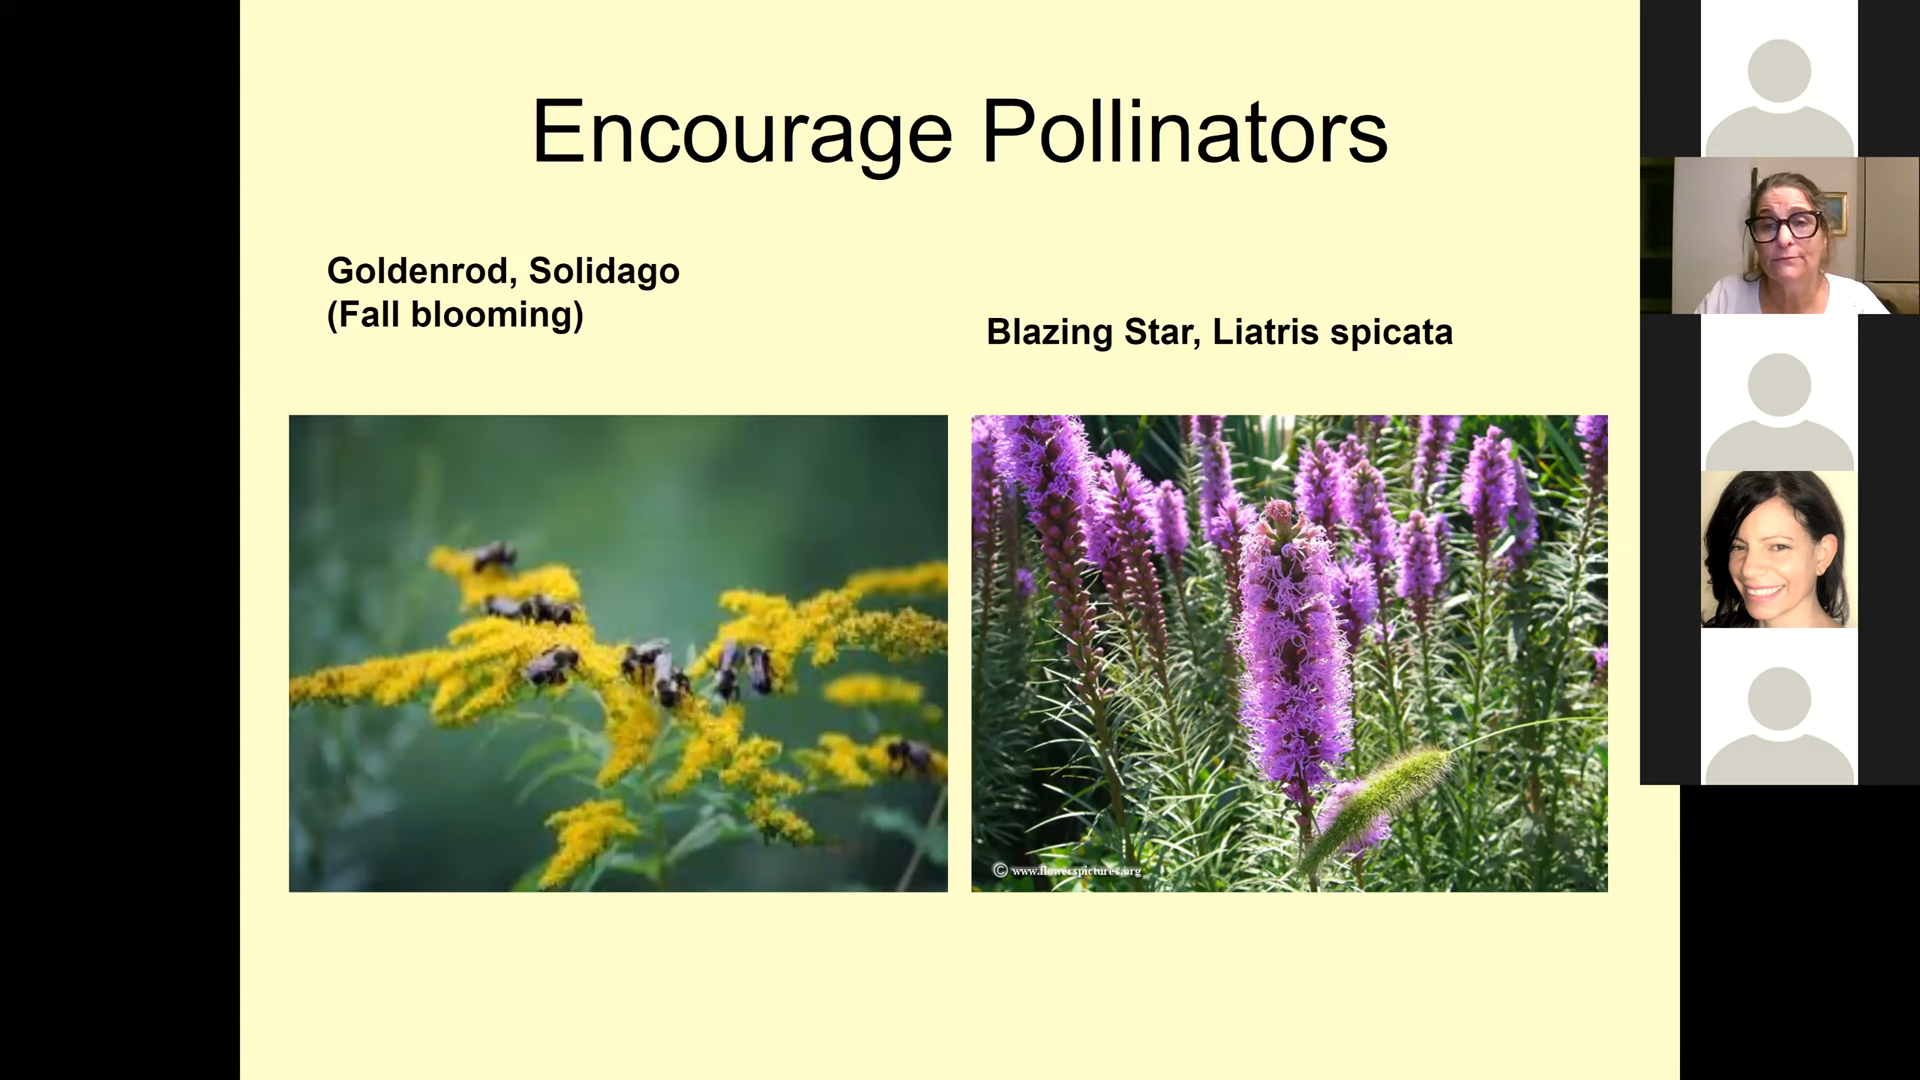 Encourage Pollinators
Goldenrod, Solidago
(Fall blooming)
Blazing Star, Liatris spicata
© www.flowerspictures.org